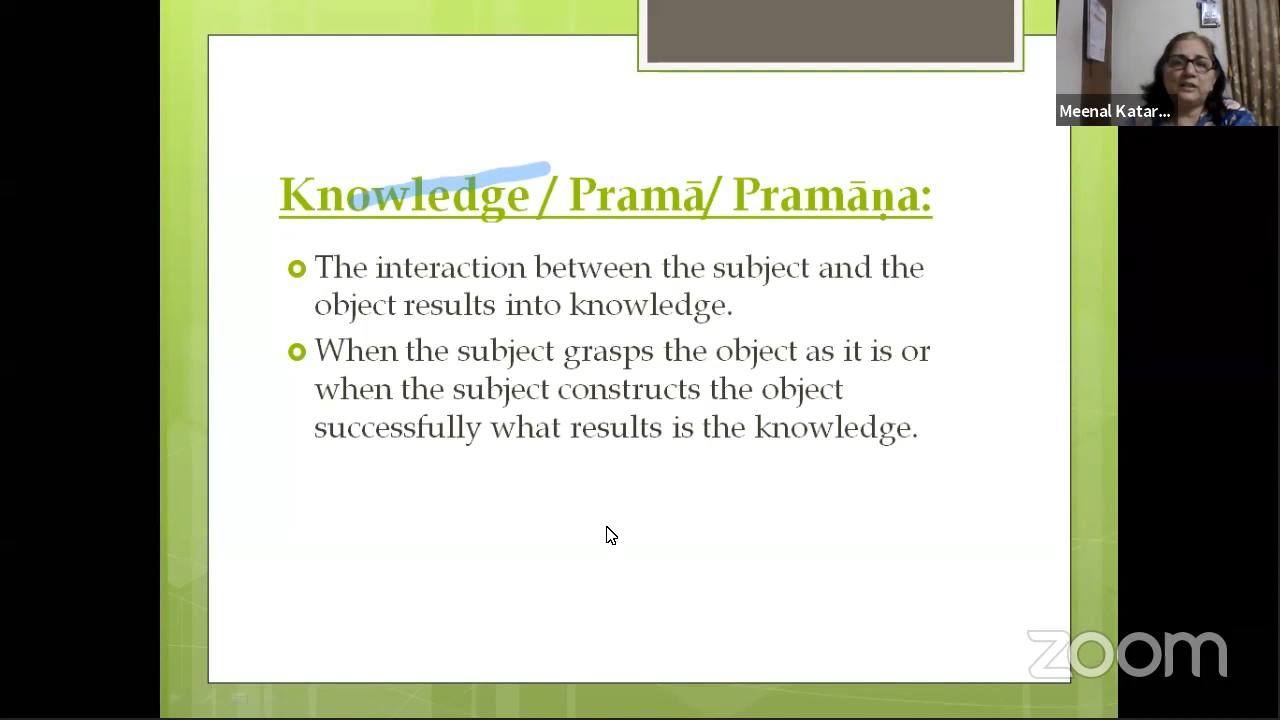 Meenal Katar...
Knowledge / Pramā/ Pramāṇa:
The interaction between the subject and the
object results into knowledge.
When the subject grasps the object as it is or
when the subject constructs the object
successfully what results is the knowledge.
zoom